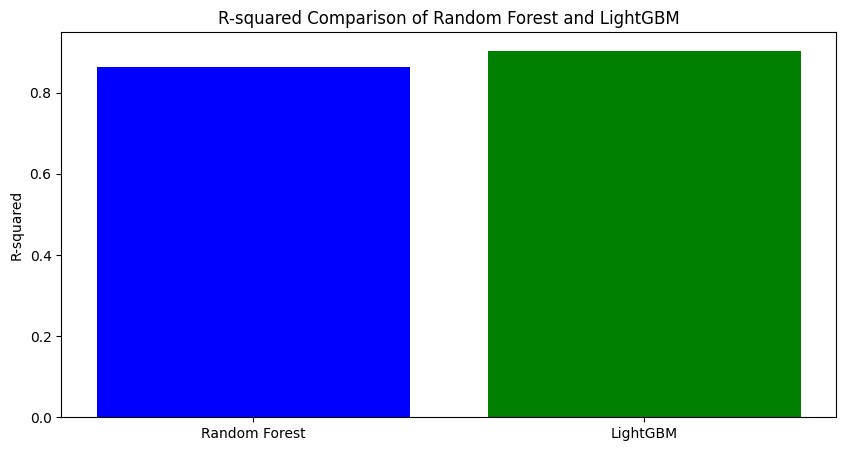 R-squared Comparison of Random Forest and LightGBM
R-squared
0.8
0.6
0.4
0.2
0.0
Random Forest
LightGBM